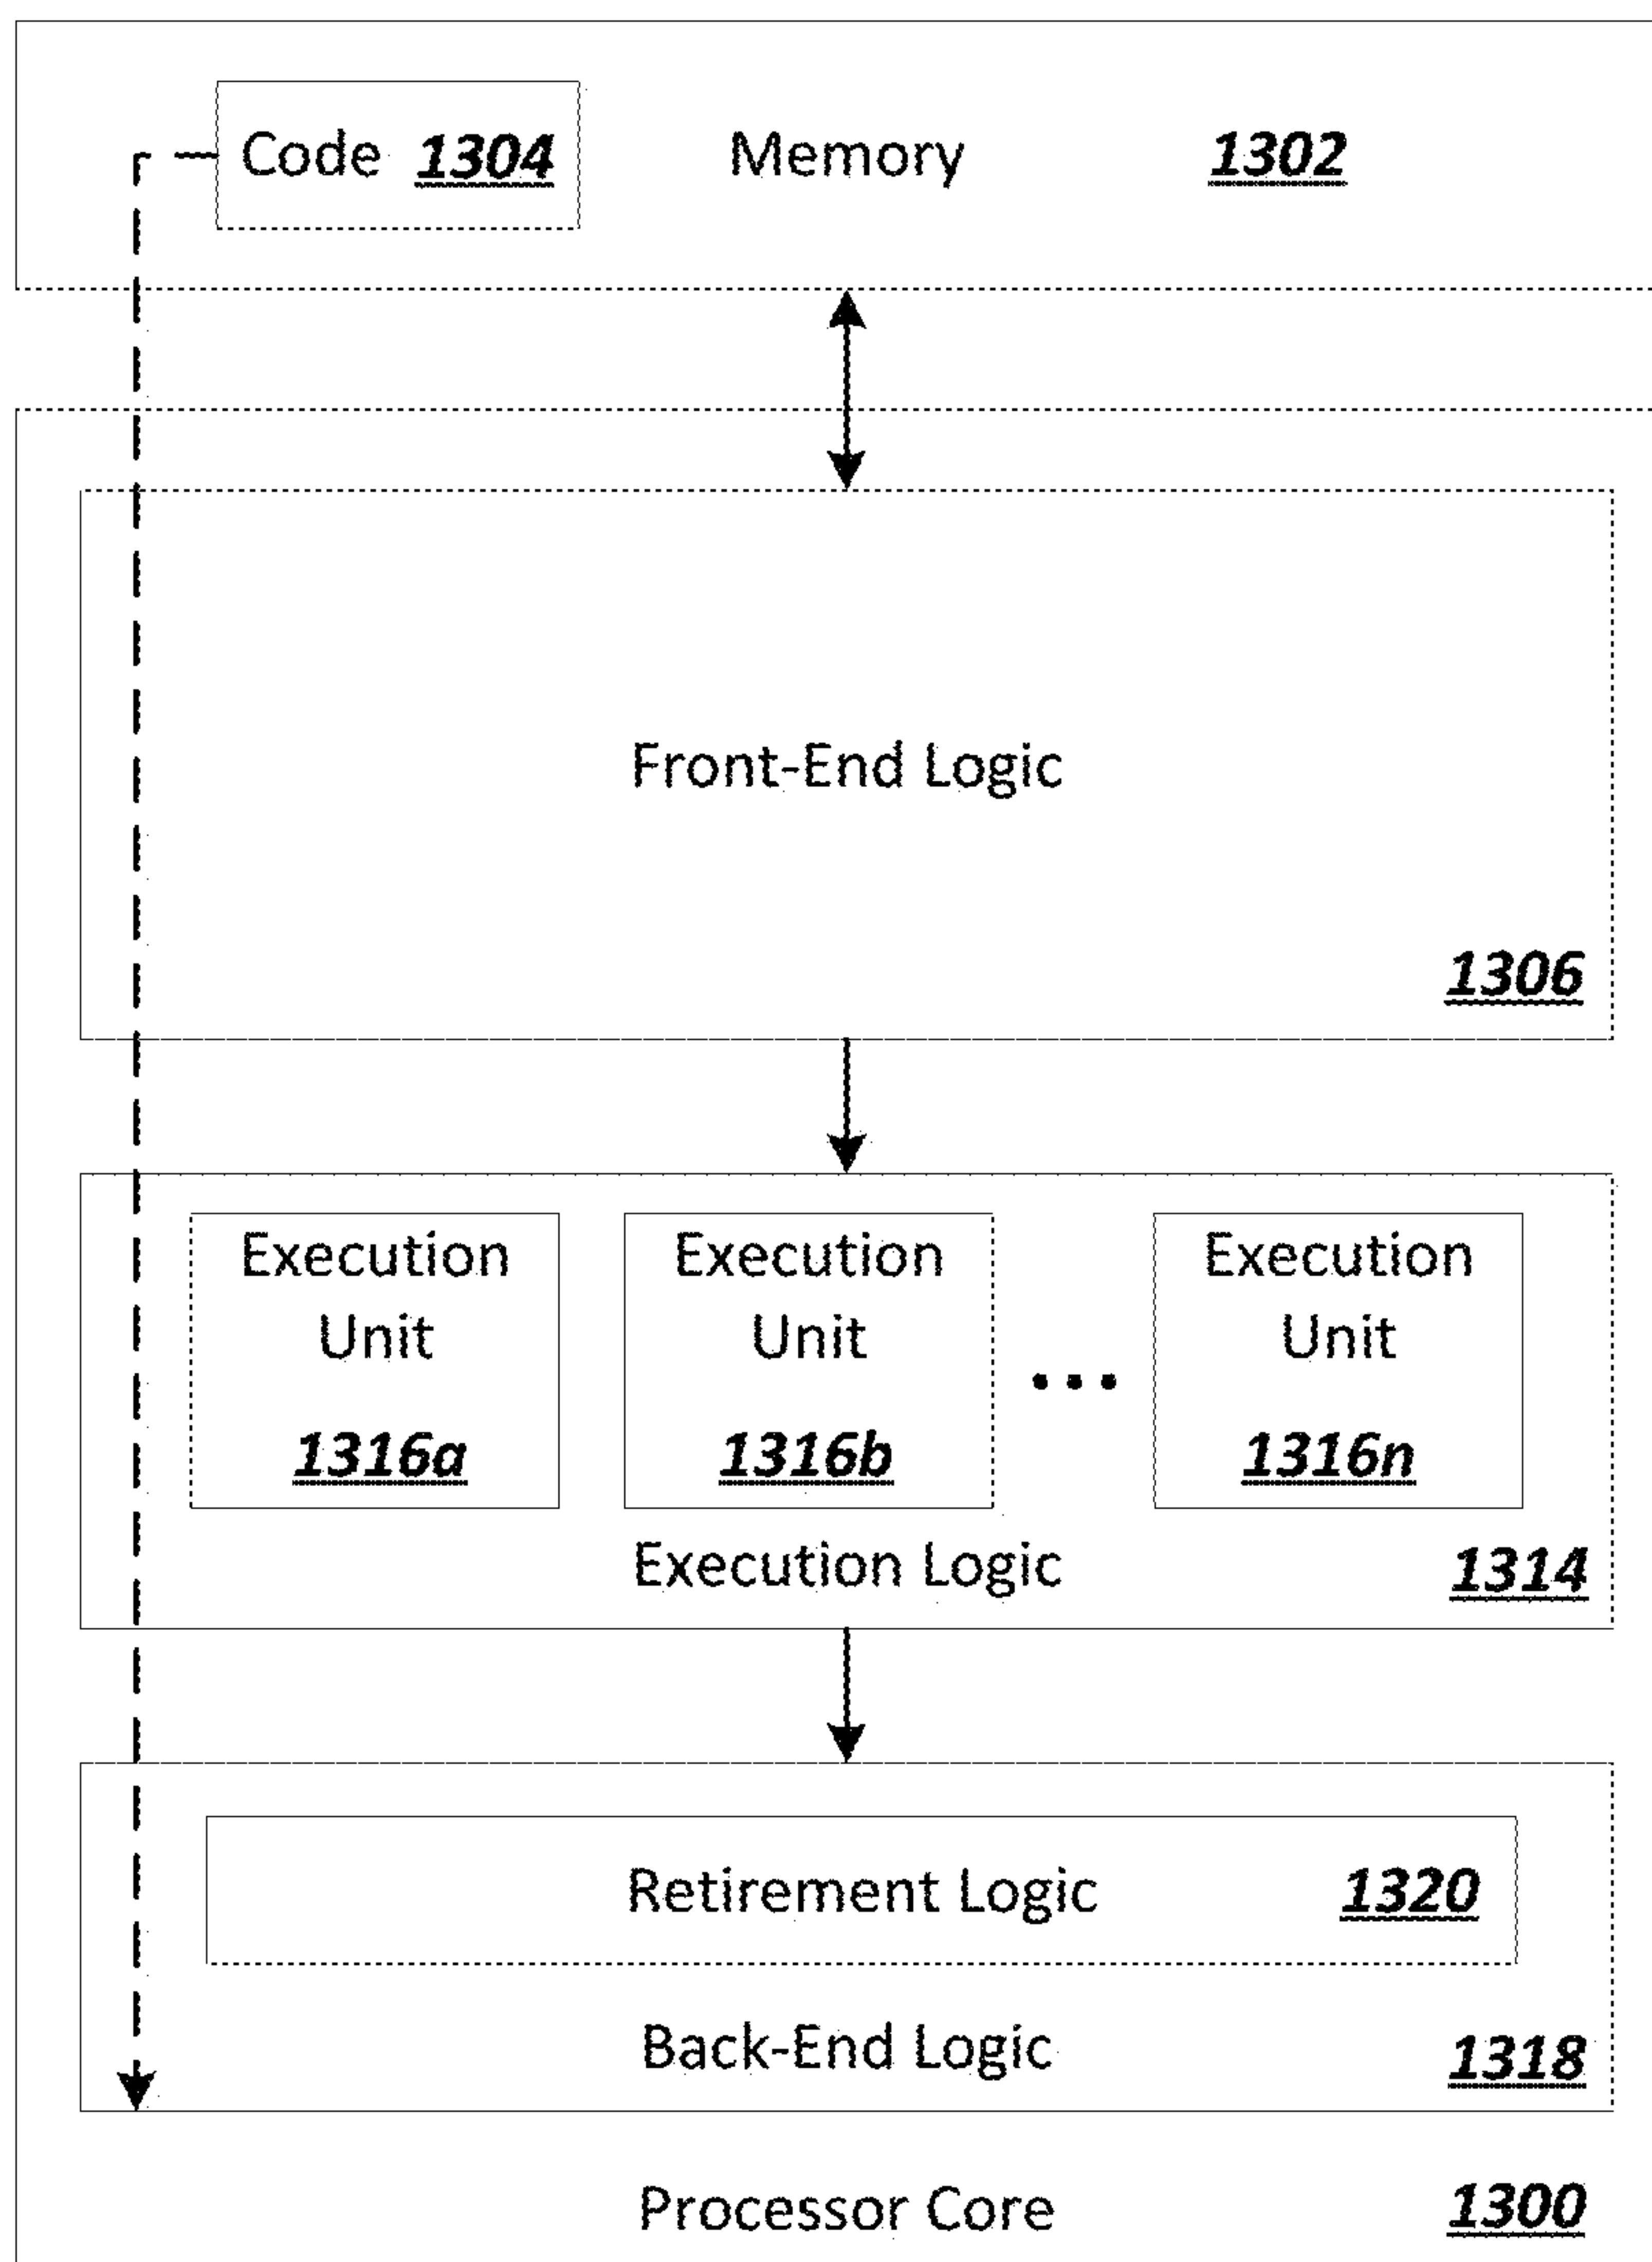 Code 1304 Memory 1302
Front-End Logic
1306
Execution Execution Execution
Unit Unit Unit
...
1316a 1316b 1316n
Execution Logic 1314
Retirement Logic 1320
Back-End Logic 1318
Processor Core 1300